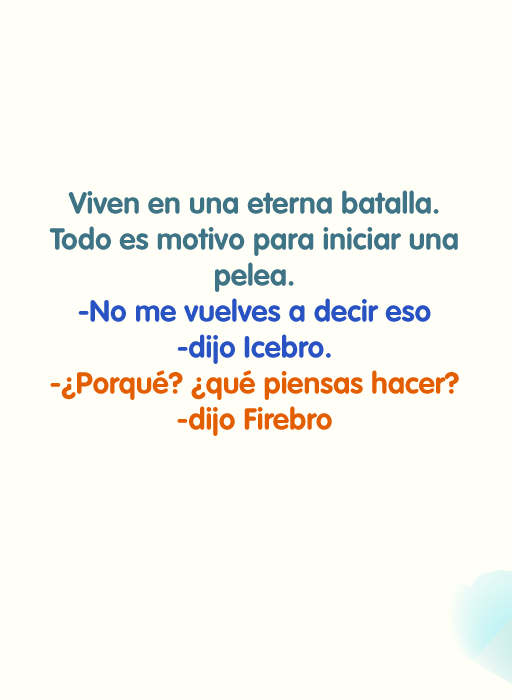 Viven en una eterna batalla.
Todo es motivo para iniciar una
pelea.
-No me vuelves a decir eso
-dijo Icebro.
-¿Porqué? ¿qué piensas hacer?
-dijo Firebro